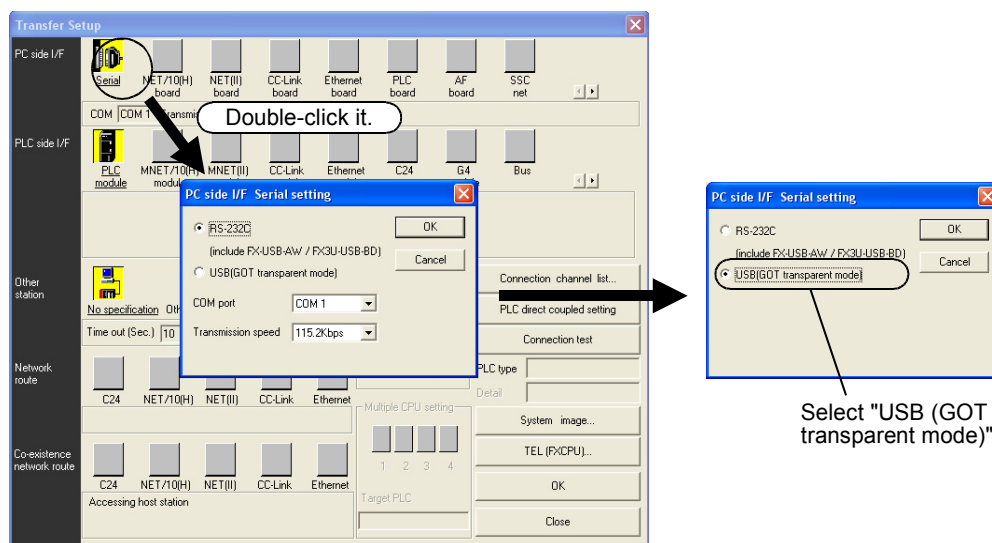 Transfer Setup
PC side I/F
Serial
NET/10(H) board
NET(II) board
CC-Link board
Ethernet board
PLC board
AF board
SSC net
COM COM 1
Double-click it.
PLC side I/F
PLC module
MNET/10(H)
MNET(II)
CC-Link
Ethernet
C24
G4
Bus
PC side I/F Serial setting
RS-232C
(include FX-USB-AW / FX3U-USB-BD)
USB(GOT transparent mode)
COM port COM 1
Transmission speed 115.2Kbps
OK
Cancel
Other station
No specification
Time out (Sec.) 10
Connection channel list...
PLC direct coupled setting
Connection test
PLC type
Detail
System image...
TEL (FXCPU)...
OK
Close
Network route
C24
NET/10(H)
NET(II)
CC-Link
Ethernet
Multiple CPU setting
1 2 3 4
Target PLC
Co-existence network route
C24
NET/10(H)
NET(II)
CC-Link
Ethernet
Accessing host station
PC side I/F Serial setting
RS-232C
(include FX-USB-AW / FX3U-USB-BD)
USB(GOT transparent mode)
OK
Cancel
Select "USB (GOT
transparent mode)"